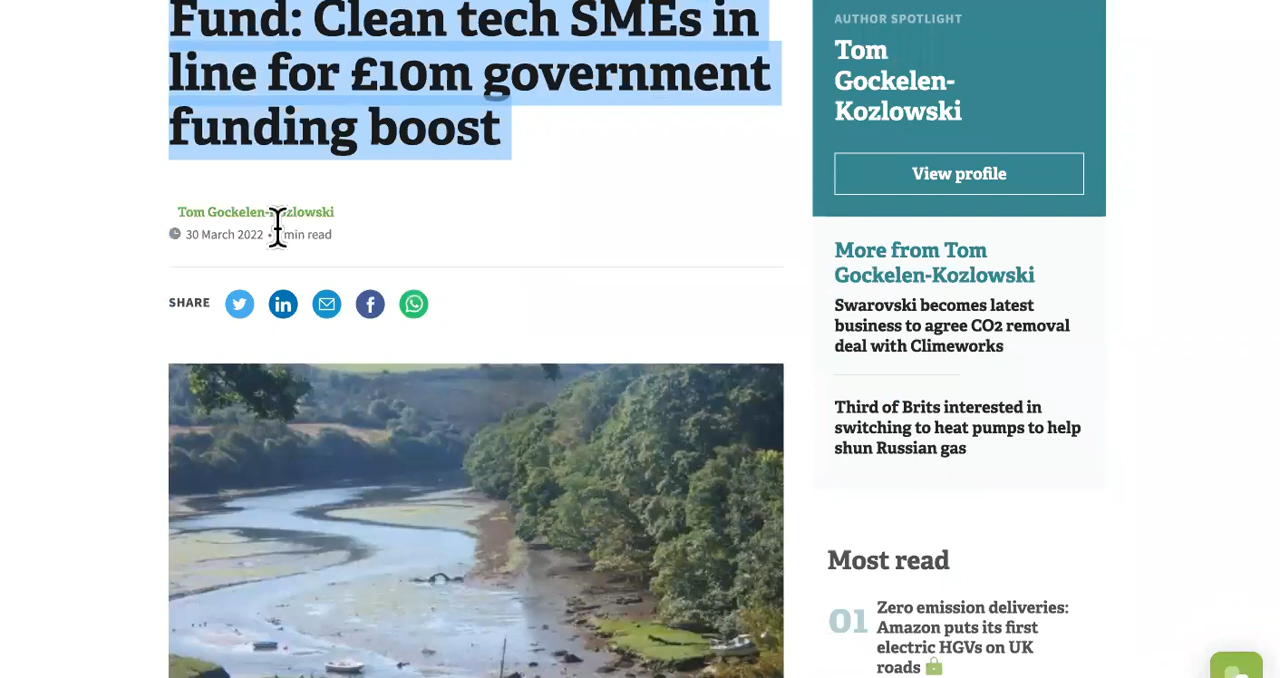 Fund: Clean tech SMEs in
line for £10m government
funding boost
Tom Gockelen-Kozlowski
30 March 2022 • min read
SHARE
AUTHOR SPOTLIGHT
Tom
Gockelen-
Kozlowski
View profile
More from Tom
Gockelen-Kozlowski
Swarovski becomes latest
business to agree CO2 removal
deal with Climeworks
Third of Brits interested in
switching to heat pumps to help
shun Russian gas
Most read
01
Zero emission deliveries:
Amazon puts its first
electric HGVs on UK
roads